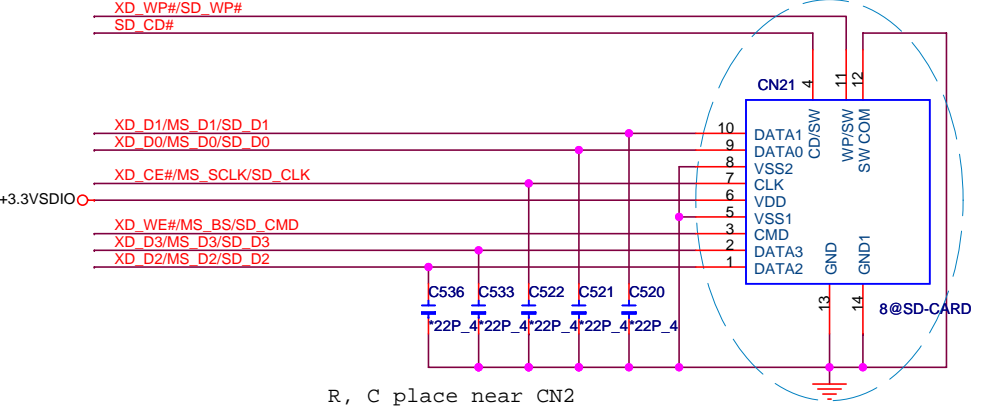 XD_WP#/SD_WP#
SD_CD#
CN21
4
11
12
XD_D1/MS_D1/SD_D1
10
DATA1
CD/SW
WP/SW
SW COM
XD_D0/MS_D0/SD_D0
9
DATA0
8
VSS2
XD_CE#/MS_SCLK/SD_CLK
7
CLK
+3.3VSDIO
6
VDD
5
VSS1
XD_WE#/MS_BS/SD_CMD
3
CMD
XD_D3/MS_D3/SD_D3
2
DATA3
XD_D2/MS_D2/SD_D2
1
DATA2
GND
GND1
C536
C533
C522
C521
C520
13
14
8@SD-CARD
*22P_4
*22P_4
*22P_4
*22P_4
*22P_4
R, C place near CN2